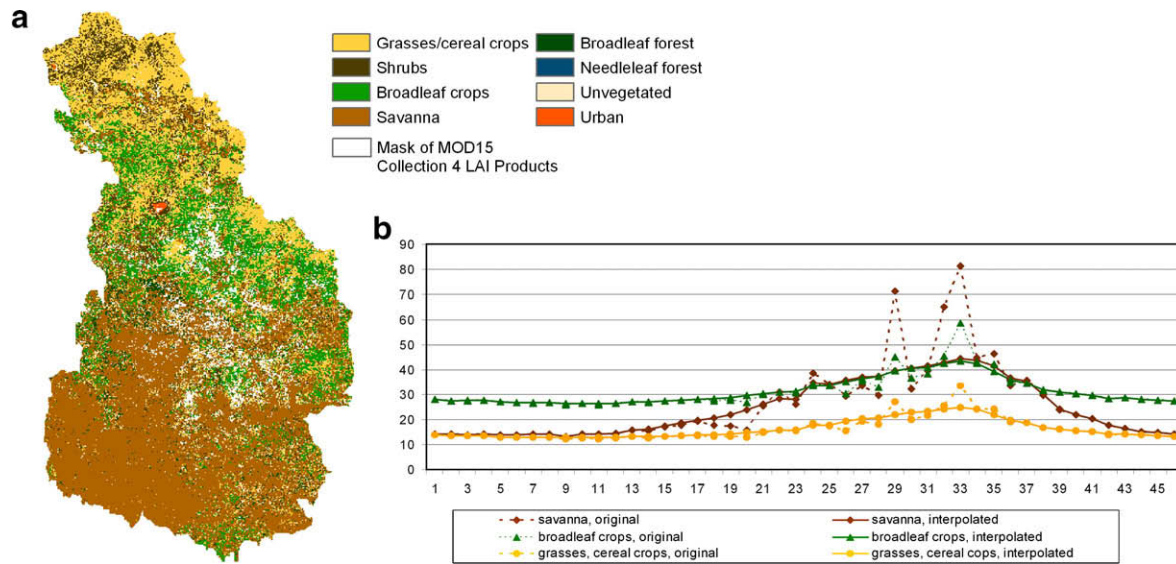 a
Grasses/cereal crops
Shrubs
Broadleaf crops
Savanna
Mask of MOD15
Collection 4 LAI Products
Broadleaf forest
Needleleaf forest
Unvegetated
Urban
b
90
80
70
60
50
40
30
20
10
0
1 3 5 7 9 11 13 15 17 19 21 23 25 27 29 31 33 35 37 39 41 43 45
savanna, original
savanna, interpolated
broadleaf crops, original
broadleaf crops, interpolated
grasses, cereal crops, original
grasses, cereal cops, interpolated